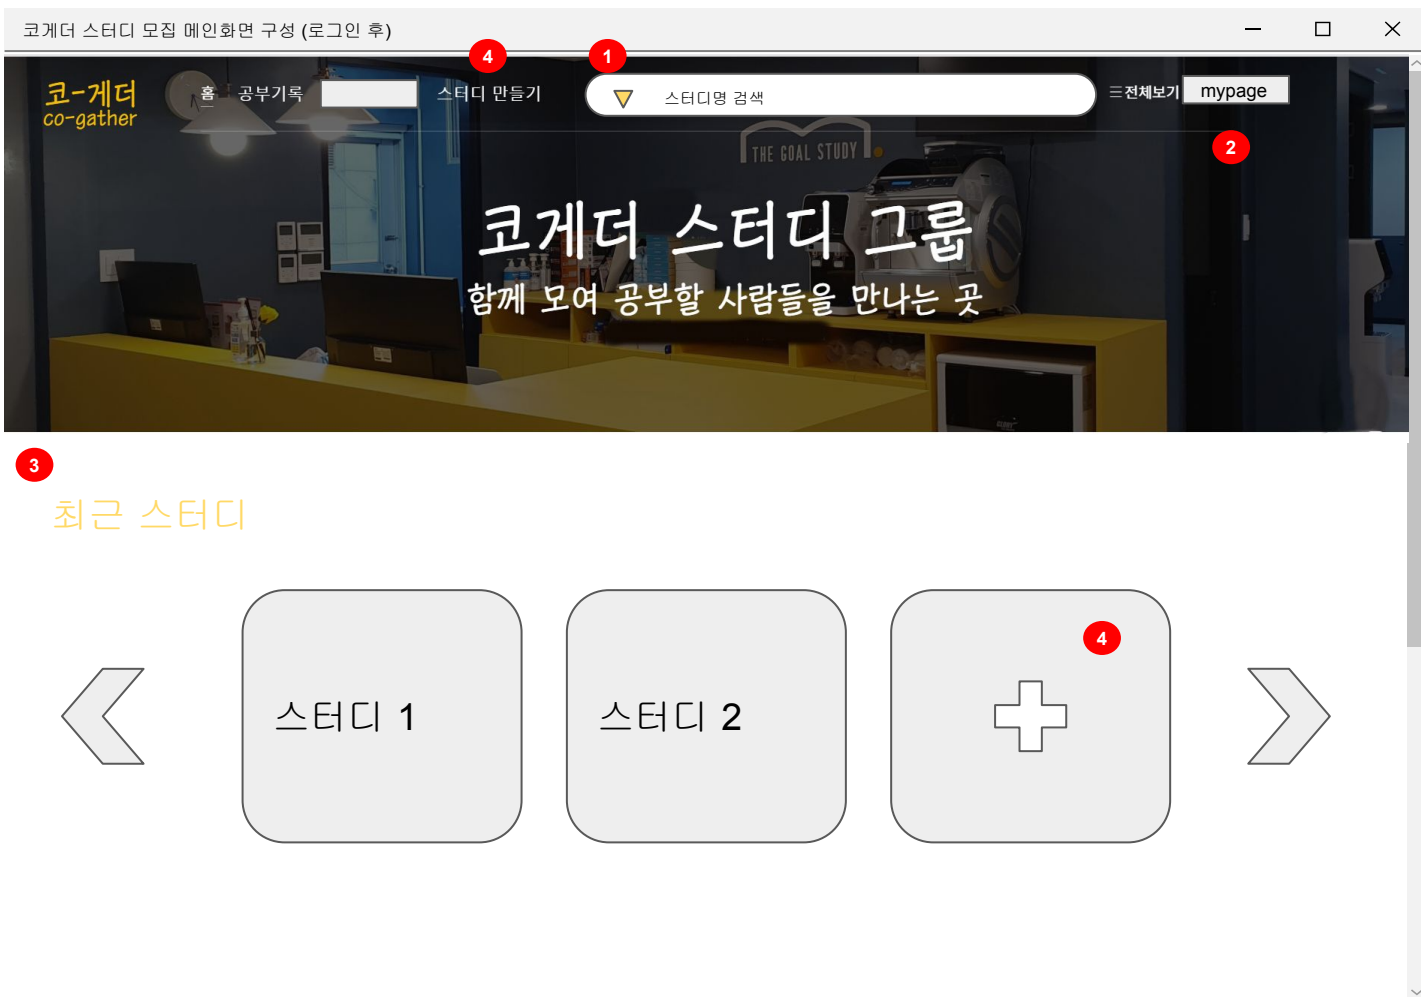 코게더 스터디 모집 메인화면 구성 (로그인 후)
4
1
코-게더
co-gather
홈
공부기록
스터디 만들기
스터디명 검색
☰전체보기
mypage
2
THE GOAL STUDY
코게더 스터디 그룹
함께 모여 공부할 사람들을 만나는 곳
3
최근 스터디
4
스터디 1
스터디 2